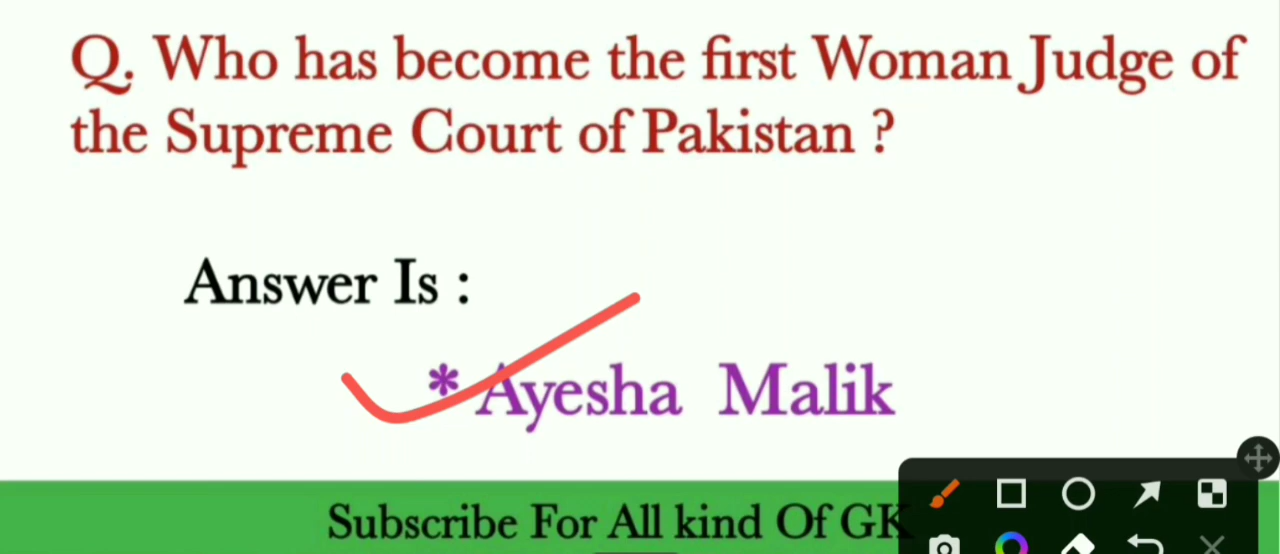 Q. Who has become the first Woman Judge of
the Supreme Court of Pakistan ?
Answer Is :
* Ayesha Malik
Subscribe For All kind Of GK